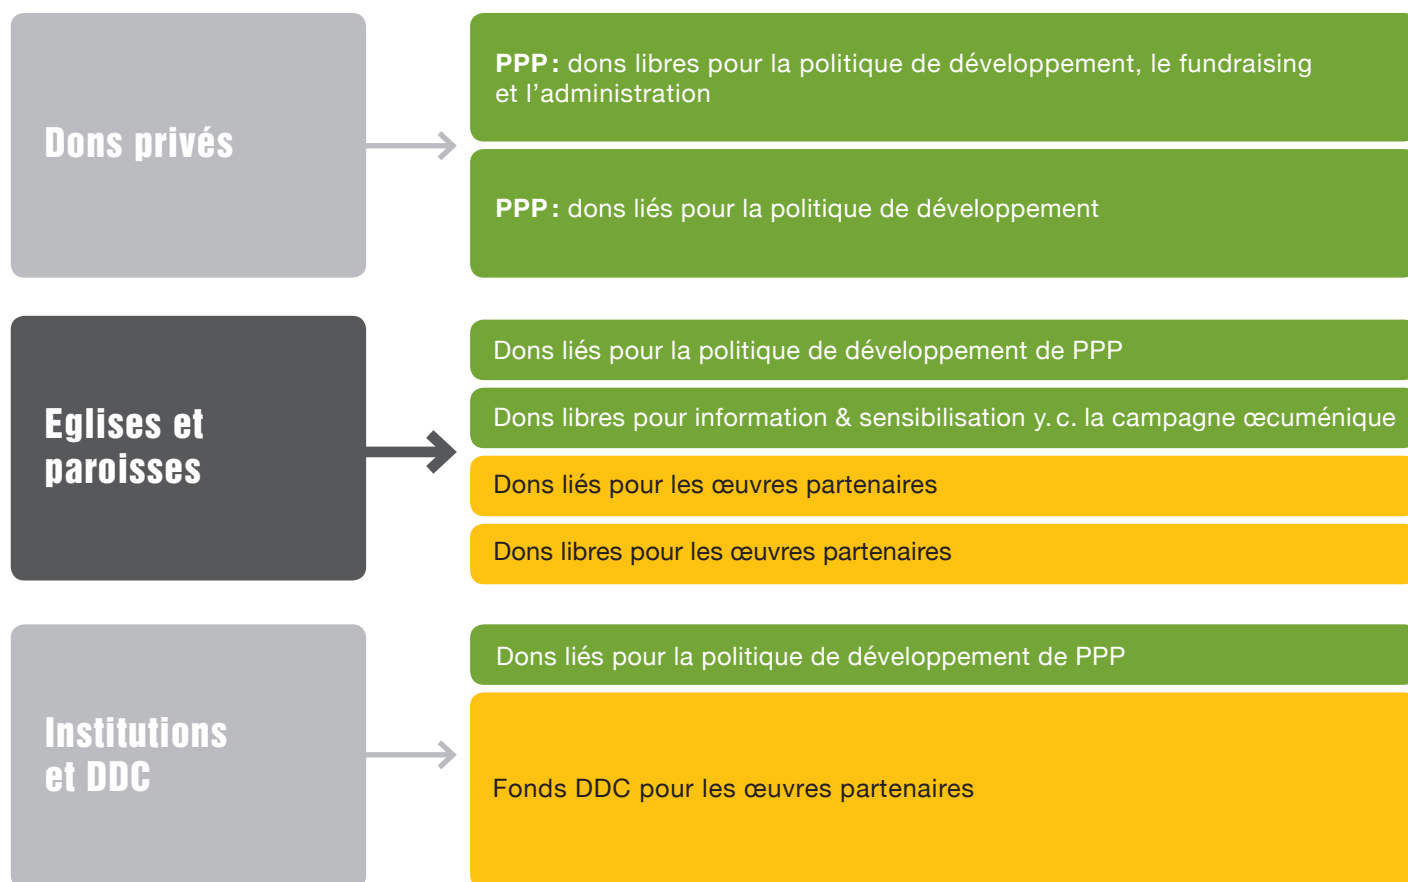 Dons privés
PPP : dons libres pour la politique de développement, le fundraising
et l'administration
PPP : dons liés pour la politique de développement
Eglises et
paroisses
Dons liés pour la politique de développement de PPP
Dons libres pour information & sensibilisation y. c. la campagne œcuménique
Dons liés pour les œuvres partenaires
Dons libres pour les œuvres partenaires
Institutions
et DDC
Dons liés pour la politique de développement de PPP
Fonds DDC pour les œuvres partenaires